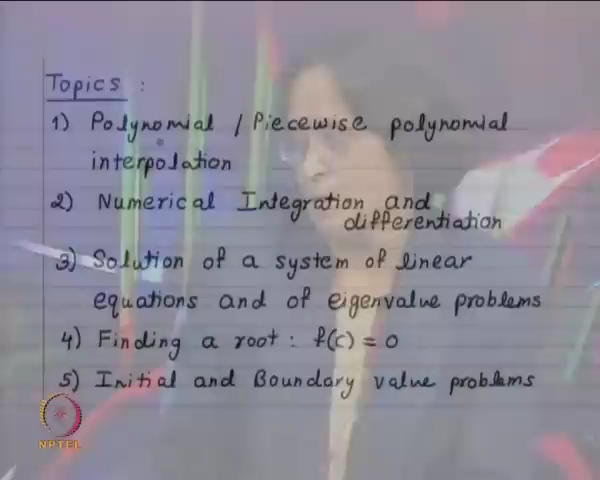 Topics :
1) Polynomial / Piecewise polynomial
interpolation
2) Numerical Integration and
differentiation
3) Solution of a system of linear
equations and of eigenvalue problems
4) Finding a root : f(c) = 0
5) Initial and Boundary value problems
NPTEL